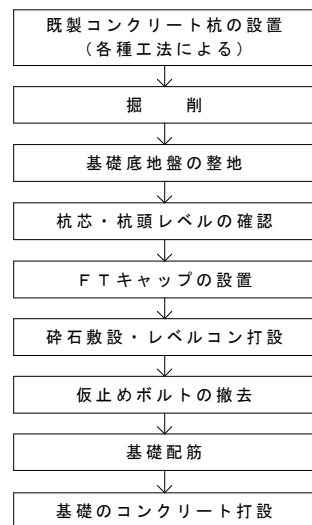 既製コンクリート杭の設置
(各種工法による)
掘　　削
基礎底地盤の整地
杭芯・杭頭レベルの確認
ＦＴキャップの設置
砕石敷設・レベルコン打設
仮止めボルトの撤去
基礎配筋
基礎のコンクリート打設